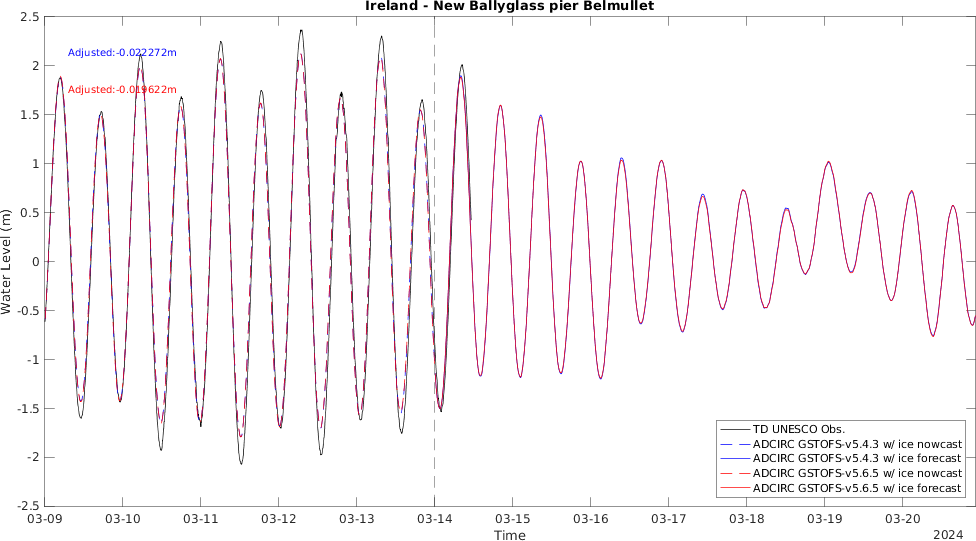 Ireland - New Ballyglass pier Belmullet
2.5
2
1.5
1
0.5
0
-0.5
-1
-1.5
-2
-2.5
Water Level (m)
Adjusted:-0.022272m
Adjusted:-0.019622m
TD UNESCO Obs.
ADCIRC GSTOFS-v5.4.3 w/ ice nowcast
ADCIRC GSTOFS-v5.4.3 w/ ice forecast
ADCIRC GSTOFS-v5.6.5 w/ ice nowcast
ADCIRC GSTOFS-v5.6.5 w/ ice forecast
03-09 03-10 03-11 03-12 03-13 03-14 03-15 03-16 03-17 03-18 03-19 03-20
Time
2024